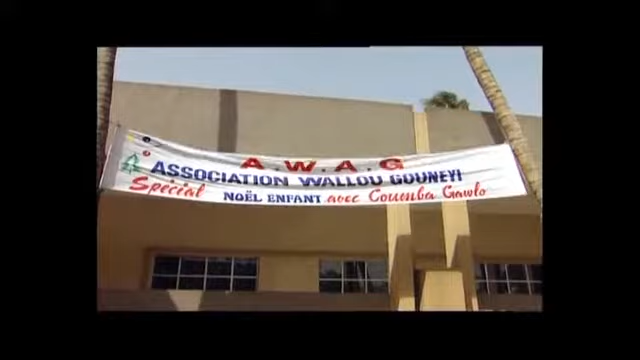 A.W.A.G
ASSOCIATION WALLOU GOUNEYI
Special NOËL ENFANT avec Coumba Gawlo